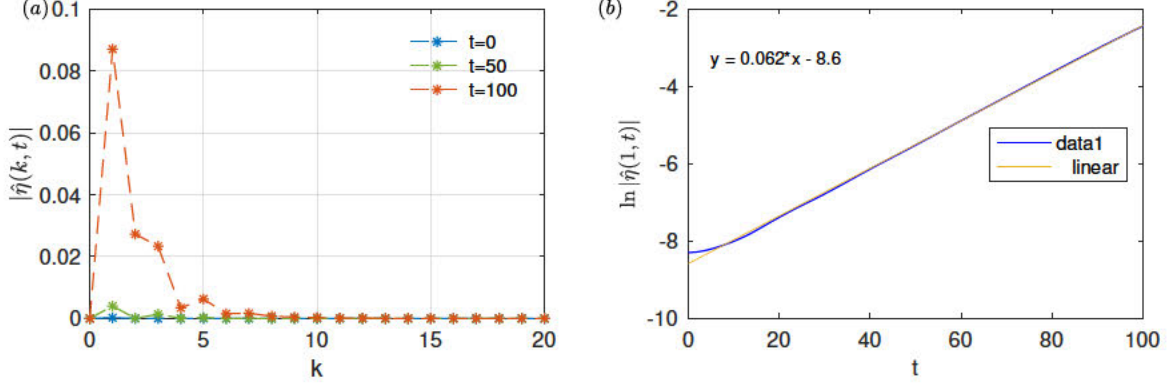 (a)
0.1
0.08
0.06
0.04
0.02
0
|η̂(k, t)|
t=0
t=50
t=100
0 5 10 15 20
k
(b)
-2
-4
-6
-8
-10
ln |η̂(1, t)|
y = 0.062*x - 8.6
data1
linear
0 20 40 60 80 100
t